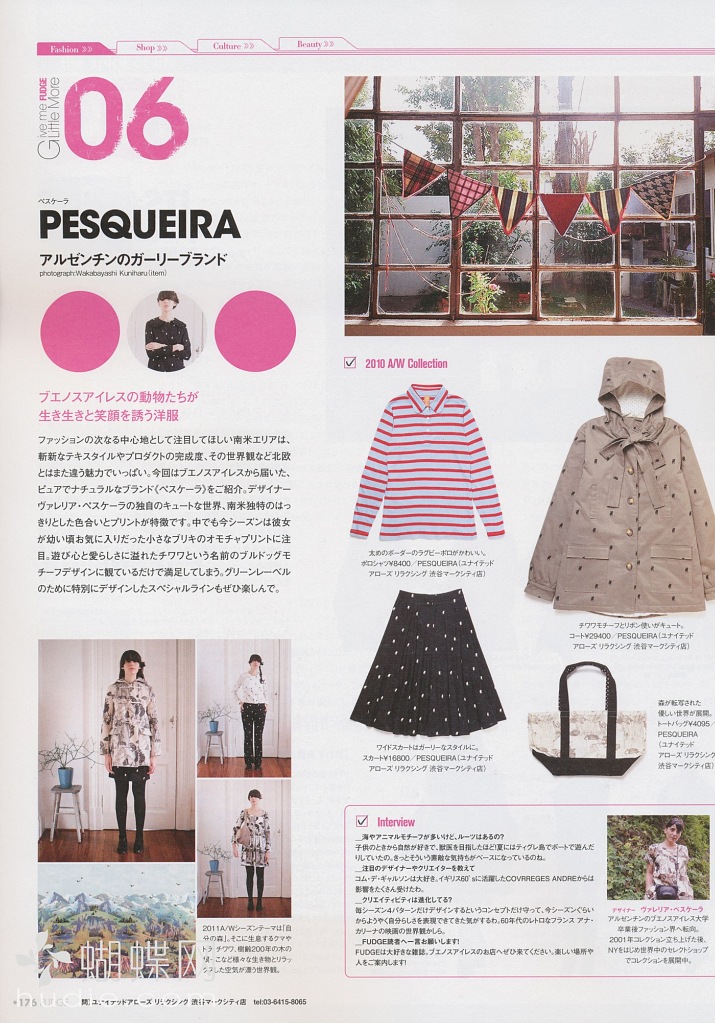 Fashion >>
Shop >>
Culture >>
Beauty >>
Give me FUDGE
Little More
06
ペスケーラ
PESQUEIRA
アルゼンチンのガーリーブランド
photograph:Wakabayashi Kuniharu(item)
ブエノスアイレスの動物たちが
生き生きと笑顔を誘う洋服
ファッションの次なる中心地として注目してほしい南米エリアは、
斬新なテキスタイルやプロダクトの完成度、その世界観など北欧
とはまた違う魅力でいっぱい。今回はブエノスアイレスから届いた、
ピュアでナチュラルなブランド《ペスケーラ》をご紹介。デザイナー
ヴァレリア・ペスケーラの独自のキュートな世界、南米独特のはっ
きりとした色合いとプリントが特徴です。中でも今シーズンは彼女
が幼い頃お気に入りだった小さなブリキのオモチャプリントに注
目。遊び心と愛らしさに溢れたチワワという名前のブルドッグモ
チーフデザインに観ているだけで満足してしまう。グリーンレーベル
のために特別にデザインしたスペシャルラインもぜひ楽しんで。
2010 A/W Collection
太めのボーダーのラグビーポロがかわいい。
ポロシャツ¥8400／PESQUEIRA（ユナイテッド
アローズ リラクシング 渋谷マークシティ店）
チワワモチーフとリボン使いがキュート。
コート¥29400／PESQUEIRA（ユナイテッド
アローズ リラクシング 渋谷マークシティ店）
ワイドスカートはガーリーなスタイルに。
スカート¥16800／PESQUEIRA（ユナイテッド
アローズ リラクシング 渋谷マークシティ店）
森が転写された
優しい世界が展開。
トートバッグ¥4095／
PESQUEIRA
（ユナイテッド
アローズ リラクシング
渋谷マークシティ店）
2011A/Wシーズンテーマは「自
分の森」。そこに生息するクマや
トラ、チワワ、樹齢200年の木の
根…など様々な生き物とリラッ
クスした空気が漂う世界観。
Interview
__海やアニマルモチーフが多いけど、ルーツはあるの?
子供のときから自然が好きで、獣医を目指したほど!夏にはティグレ島でボートで遊んだ
りしていたの。きっとそういう素敵な気持ちがベースになっているのね。
__注目のデザイナーやクリエイターを教えて
コム・デ・ギャルソンは大好き。イギリス60'sに活躍したCOVRREGES ANDREからは
影響をたくさん受けたわ。
__クリエイティビティは進化してる?
毎シーズン4パターンだけデザインするというコンセプトだけ守って、今シーズンぐらい
からようやく自分らしさを表現できてきた気がするわ。60年代のレトロなフランス アナ・
カリーナの映画の世界観かしら。
__FUDGE読者へ一言お願いします!
FUDGEは大好きな雑誌。ブエノスアイレスのお店へぜひ来てください。楽しい場所や
人をご案内します!
デザイナー ヴァレリア・ペスケーラ
アルゼンチンのブエノスアイレス大学
卒業後ファッション界へ転向。
2001年コレクション立ち上げた後、
NYをはじめ世界中のセレクトショップ
でコレクションを展開中。
蝴蝶网
176
問)ユナイテッドアローズ リラクシング 渋谷マークシティ店 tel:03-6415-8065